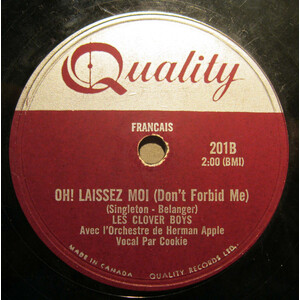 Quality
FRANCAIS
201B
2:00 (BMI)
OH! LAISSEZ MOI (Don't Forbid Me)
(Singleton - Belanger)
LES CLOVER BOYS
Avec l'Orchestre de Herman Apple
Vocal Par Cookie
MADE IN CANADA QUALITY RECORDS LTD.